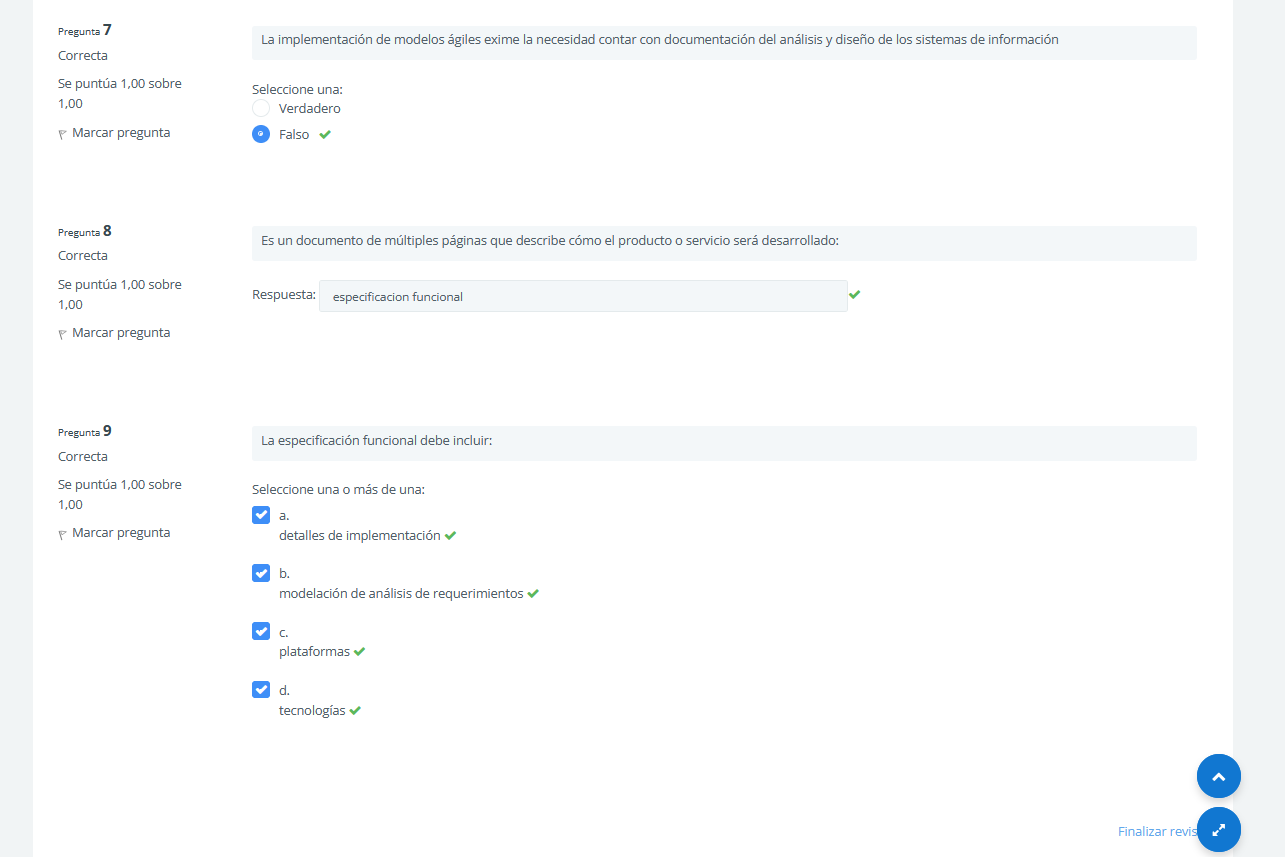 Pregunta 7
Correcta
Se puntúa 1,00 sobre
1,00
Marcar pregunta
La implementación de modelos ágiles exime la necesidad contar con documentación del análisis y diseño de los sistemas de información
Seleccione una:
Verdadero
Falso
Pregunta 8
Correcta
Se puntúa 1,00 sobre
1,00
Marcar pregunta
Es un documento de múltiples páginas que describe cómo el producto o servicio será desarrollado:
Respuesta: especificacion funcional
Pregunta 9
Correcta
Se puntúa 1,00 sobre
1,00
Marcar pregunta
La especificación funcional debe incluir:
Seleccione una o más de una:
a.
detalles de implementación
b.
modelación de análisis de requerimientos
c.
plataformas
d.
tecnologías
Finalizar revis